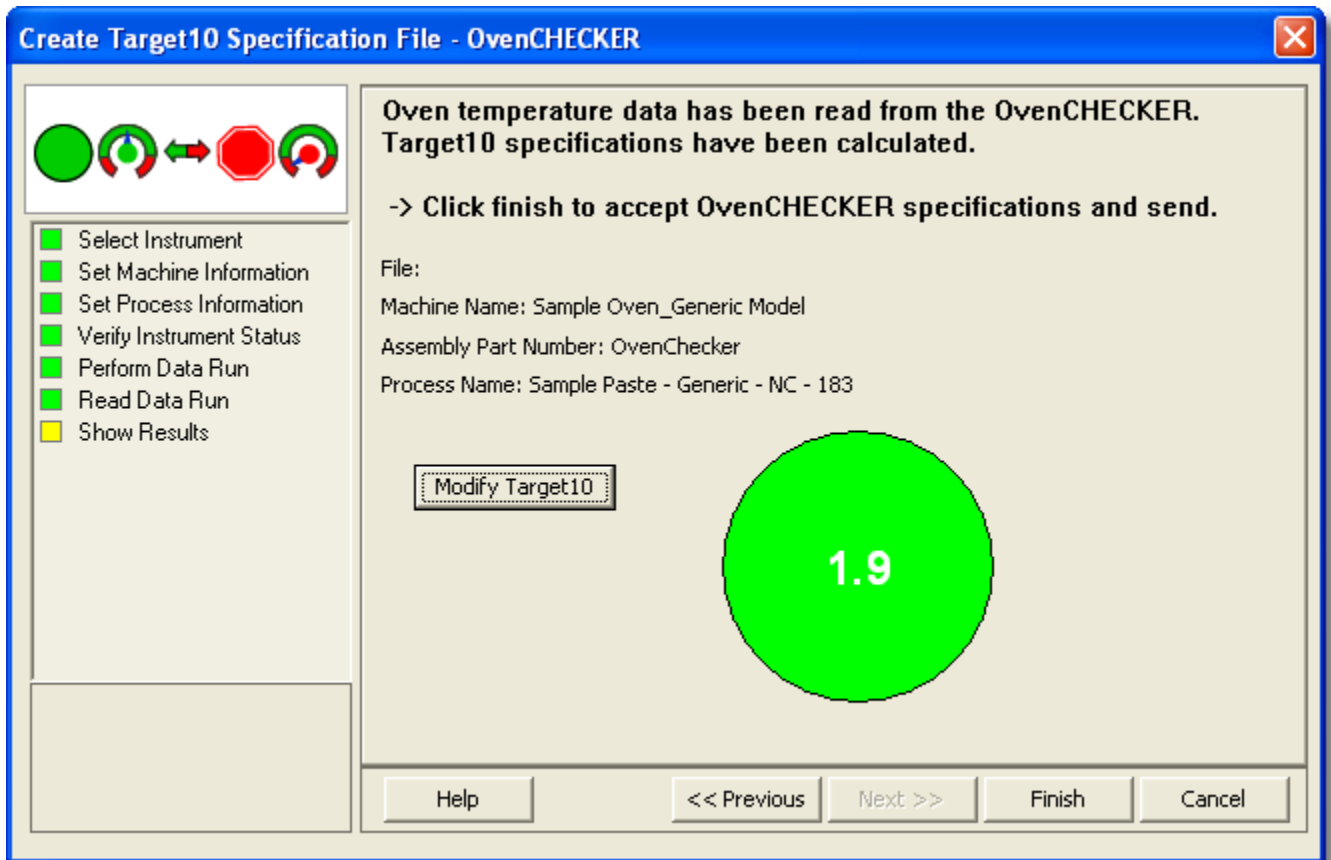 Create Target10 Specification File - OvenCHECKER
Select Instrument
Set Machine Information
Set Process Information
Verify Instrument Status
Perform Data Run
Read Data Run
Show Results
Oven temperature data has been read from the OvenCHECKER.
Target10 specifications have been calculated.
-> Click finish to accept OvenCHECKER specifications and send.
File:
Machine Name: Sample Oven_Generic Model
Assembly Part Number: OvenChecker
Process Name: Sample Paste - Generic - NC - 183
Modify Target10
1.9
Help
<< Previous
Next >>
Finish
Cancel